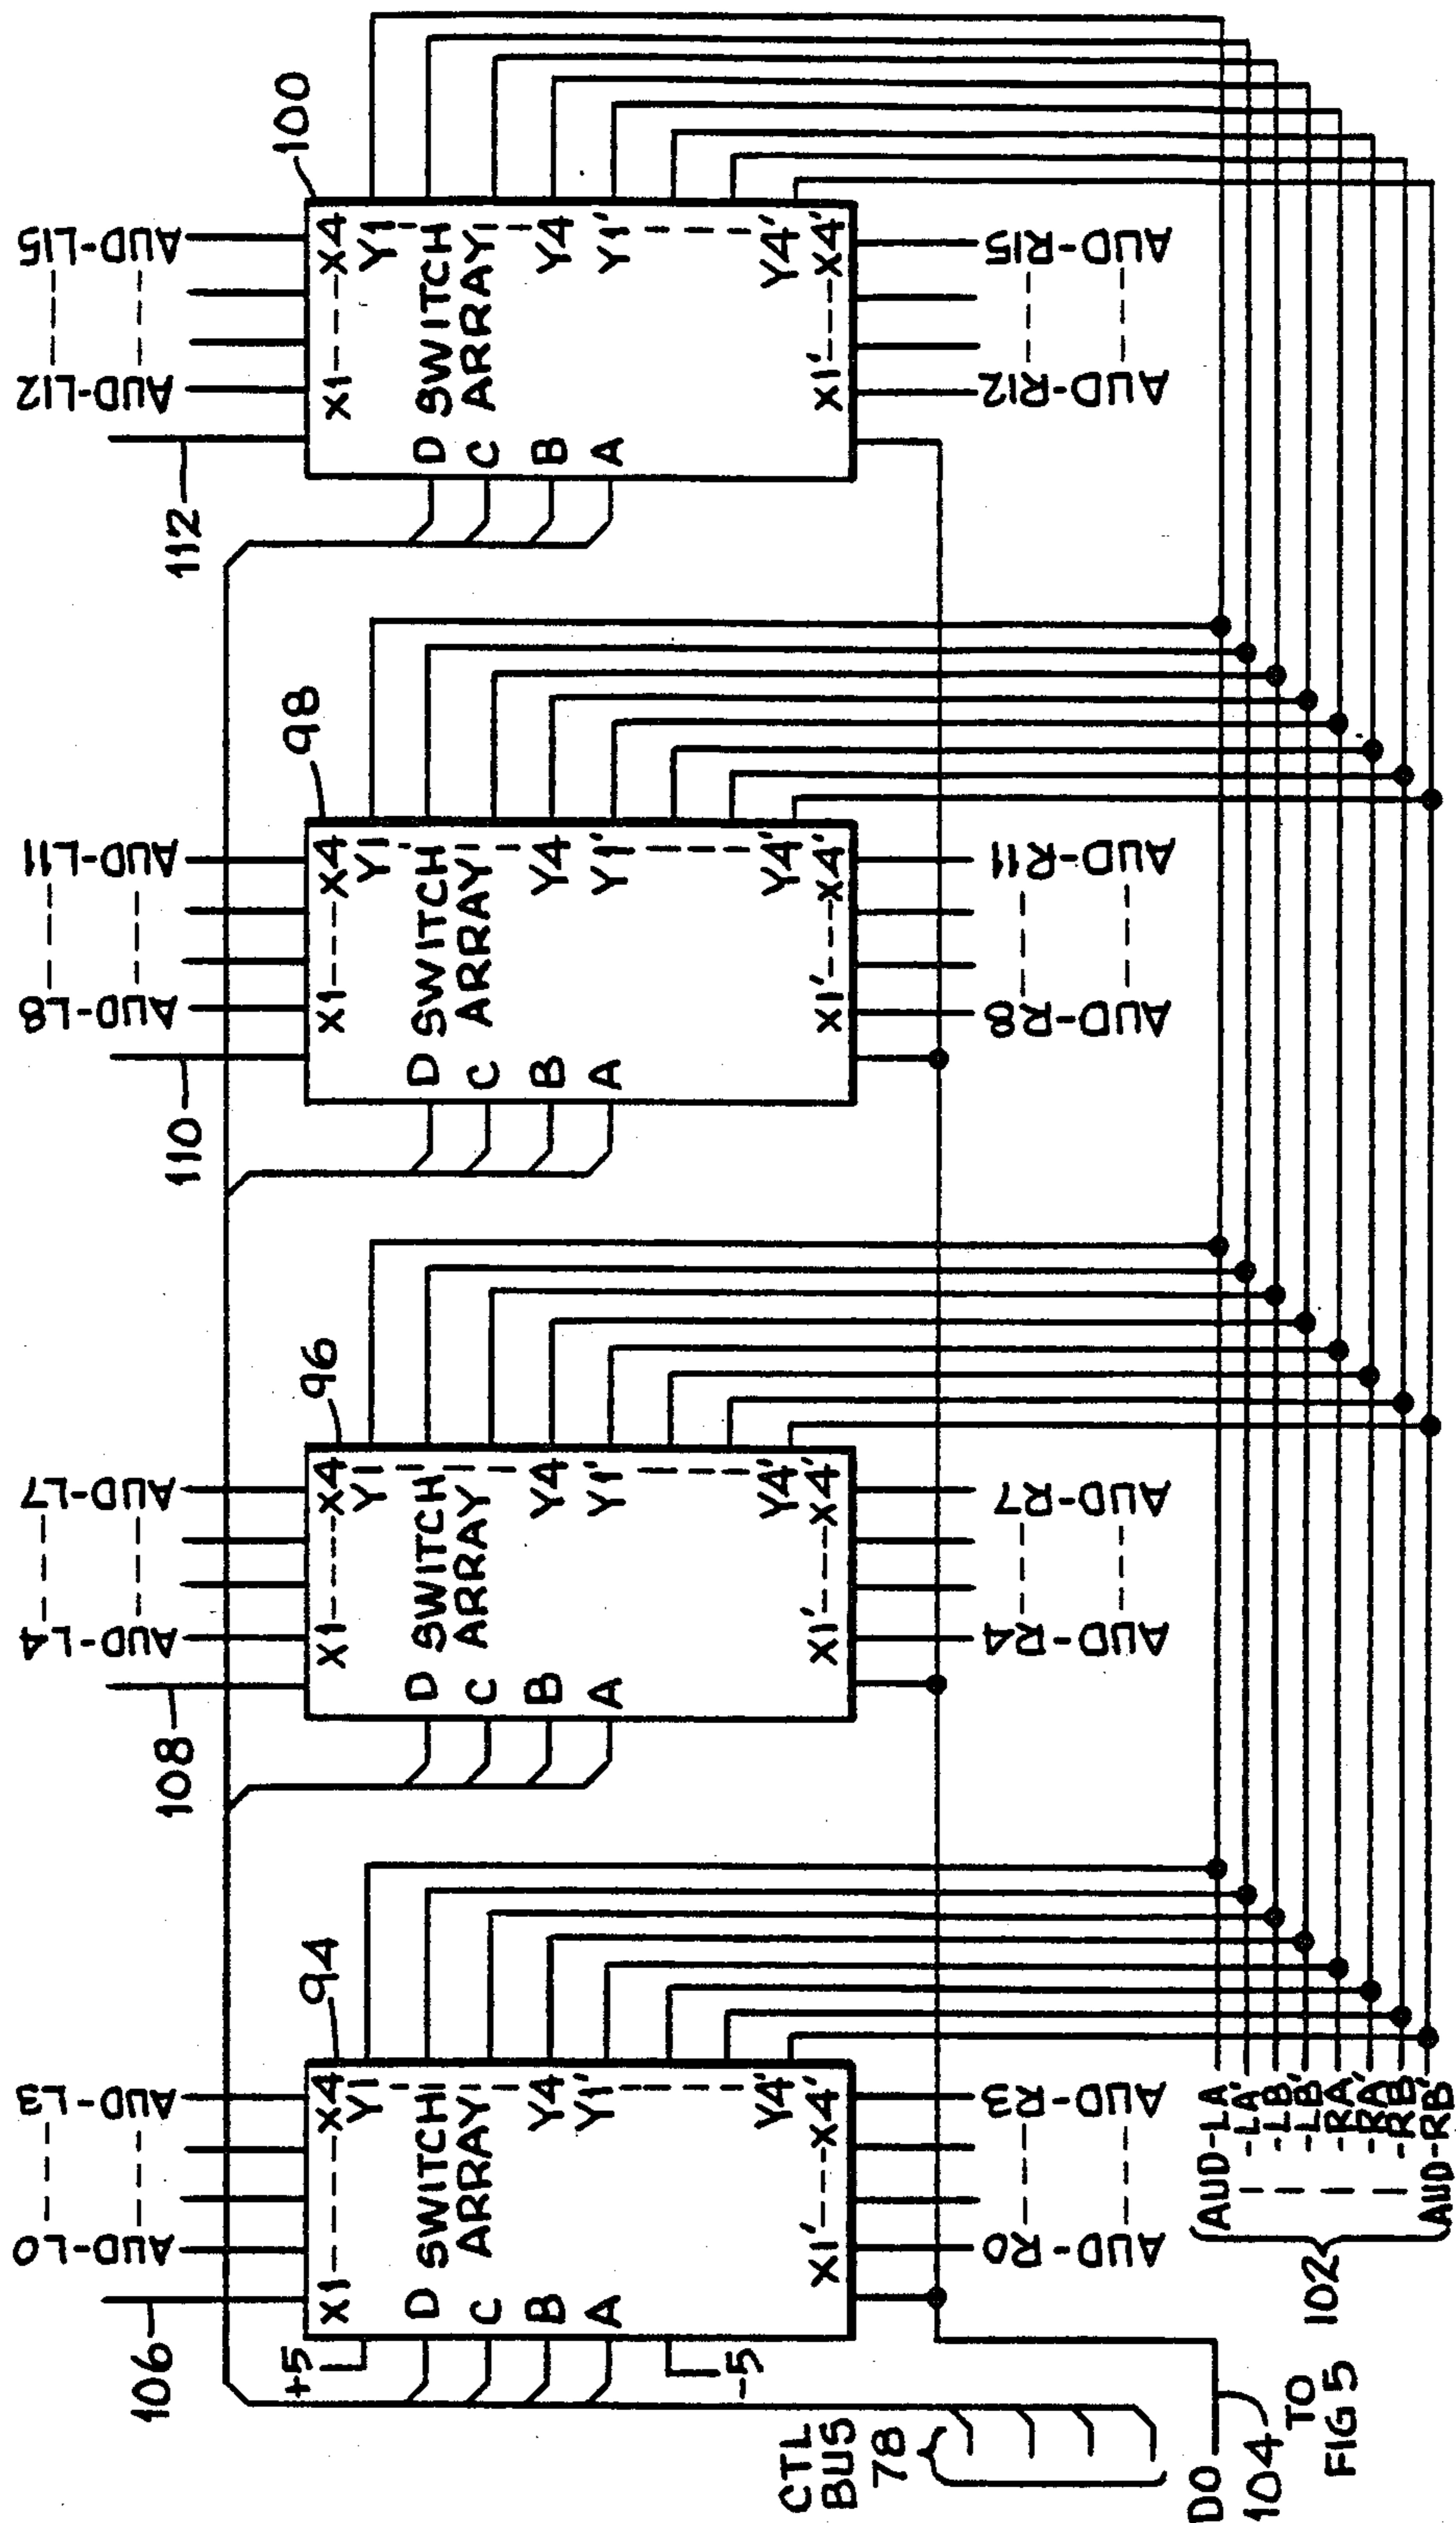 AUD-L0
AUD-L3
AUD-L4
AUD-L7
AUD-L8
AUD-L11
AUD-L12
AUD-L15
106
94
108
96
110
98
112
100
+5
X1
X4
D
C
B
A
SWITCH
ARRAY
Y1
Y4
Y1'
Y4'
X1'
X4'
-5
X1
X4
D
C
B
A
SWITCH
ARRAY
Y1
Y4
Y1'
Y4'
X1'
X4'
X1
X4
D
C
B
A
SWITCH
ARRAY
Y1
Y4
Y1'
Y4'
X1'
X4'
X1
X4
D
C
B
A
SWITCH
ARRAY
Y1
Y4
Y1'
Y4'
X1'
X4'
AUD-R0
AUD-R3
AUD-R4
AUD-R7
AUD-R8
AUD-R11
AUD-R12
AUD-R15
CTL
BUS
78
DO
104
TO
FIG 5
102
AUD-LA
-LA'
-LB
-LB'
-RA
-RA'
-RB
AUD-RB'